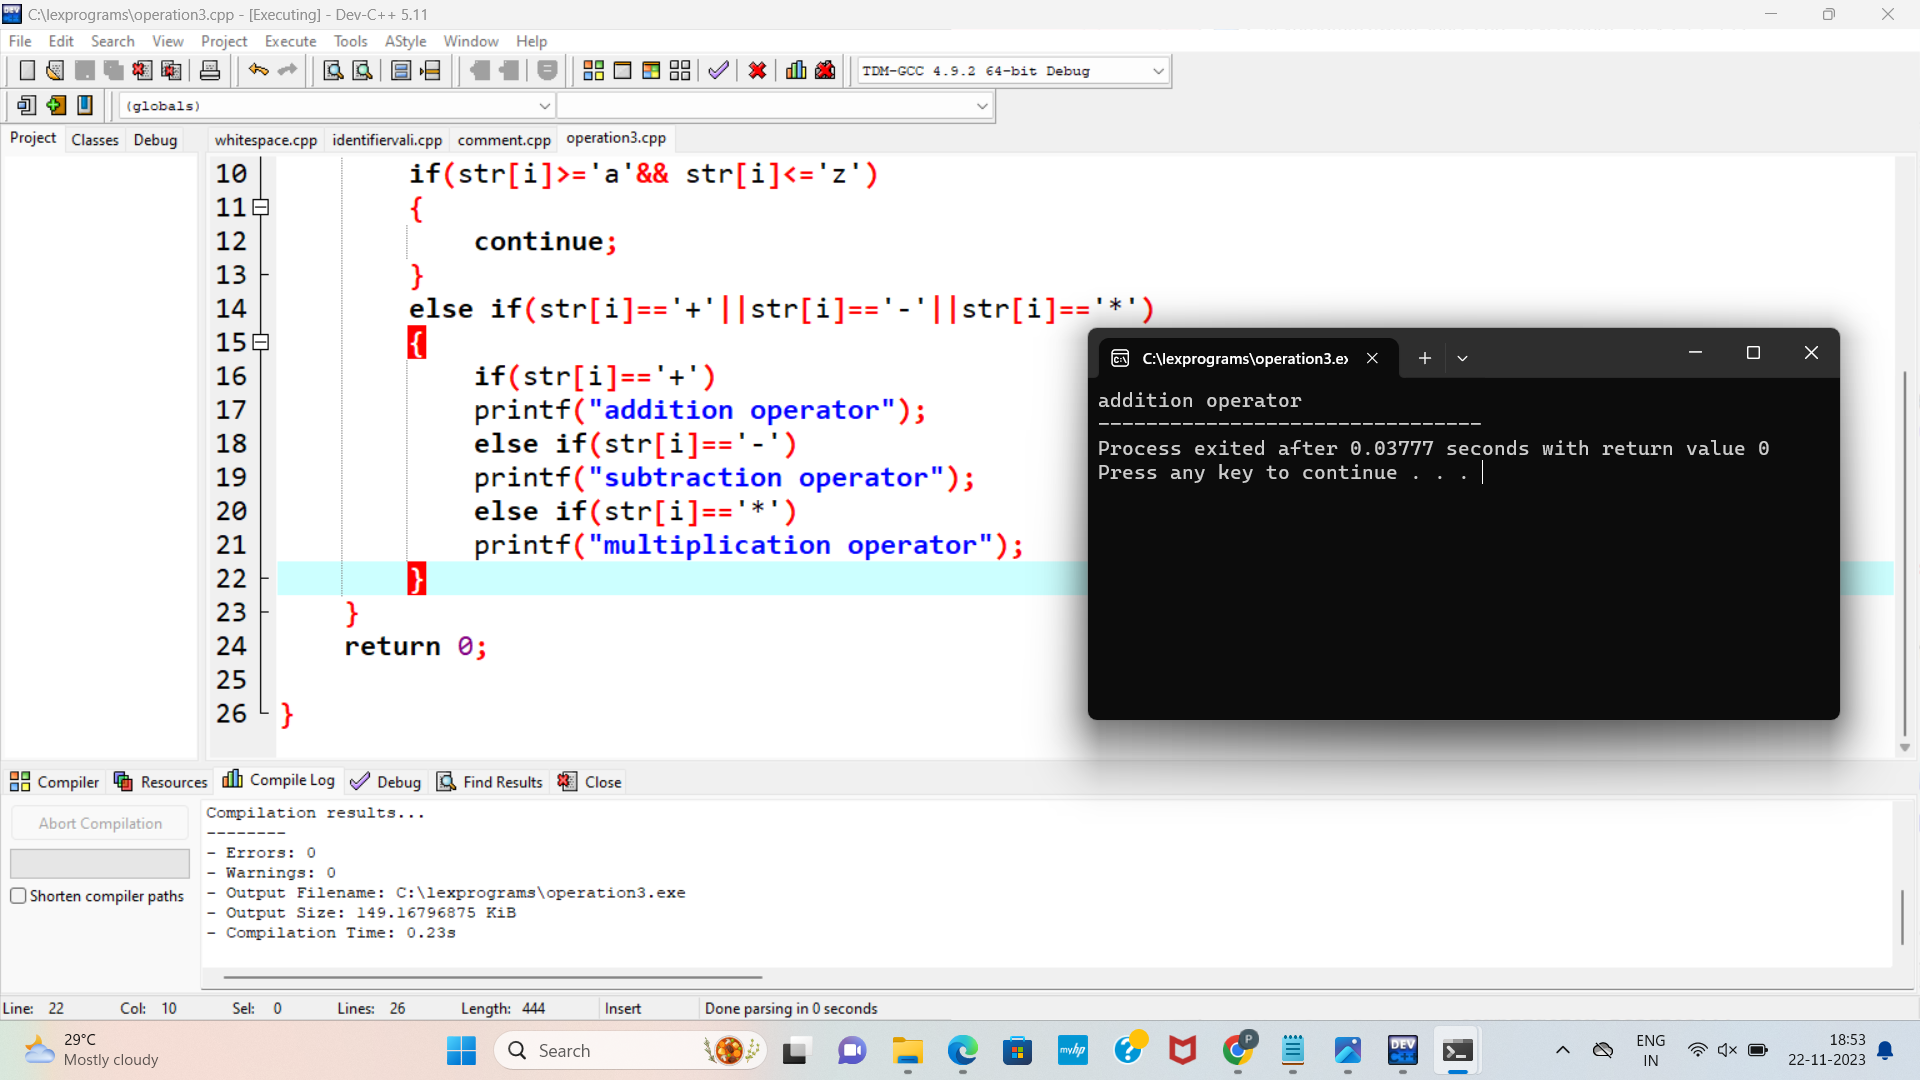 C:\lexprograms\operation3.cpp - [Executing] - Dev-C++ 5.11
File Edit Search View Project Execute Tools AStyle Window Help
TDM-GCC 4.9.2 64-bit Debug
(globals)
Project Classes Debug whitespace.cpp identifiervali.cpp comment.cpp operation3.cpp
10 if(str[i]>='a'&& str[i]<='z')
11 {
12 continue;
13 }
14 else if(str[i]=='+'||str[i]=='-'||str[i]=='*')
15 {
16 if(str[i]=='+')
17 printf("addition operator");
18 else if(str[i]=='-')
19 printf("subtraction operator");
20 else if(str[i]=='*')
21 printf("multiplication operator");
22 }
23 }
24 return 0;
25
26 }
C:\lexprograms\operation3.ex
addition operator
--------------------------------
Process exited after 0.03777 seconds with return value 0
Press any key to continue . . .
Compiler Resources Compile Log Debug Find Results Close
Abort Compilation
Shorten compiler paths
Compilation results...
--------
- Errors: 0
- Warnings: 0
- Output Filename: C:\lexprograms\operation3.exe
- Output Size: 149.16796875 KiB
- Compilation Time: 0.23s
Line: 22 Col: 10 Sel: 0 Lines: 26 Length: 444 Insert Done parsing in 0 seconds
29°C
Mostly cloudy
Search
myhp
P
DEV
C++
ENG
IN
18:53
22-11-2023